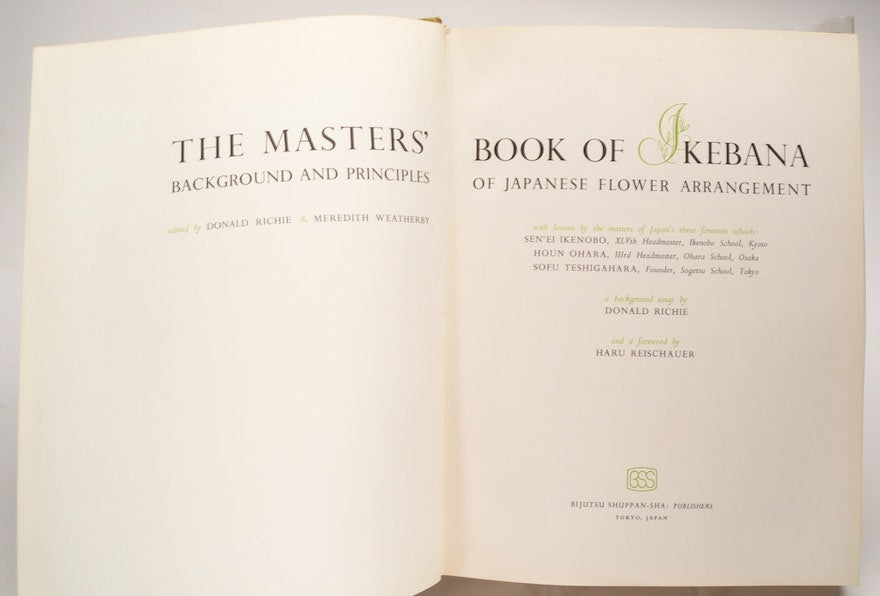 THE MASTERS'
BACKGROUND AND PRINCIPLES
edited by DONALD RICHIE & MEREDITH WEATHERBY
BOOK OF IKEBANA
OF JAPANESE FLOWER ARRANGEMENT
with lessons by the masters of Japan's three foremost schools:
SEN'EI IKENOBO, XLVth Headmaster, Ikenobo School, Kyoto
HOUN OHARA, IIIrd Headmaster, Ohara School, Osaka
SOFU TESHIGAHARA, Founder, Sogetsu School, Tokyo
a background essay by
DONALD RICHIE
and a foreword by
HARU REISCHAUER
BSS
BIJUTSU SHUPPAN-SHA: PUBLISHERS
TOKYO, JAPAN